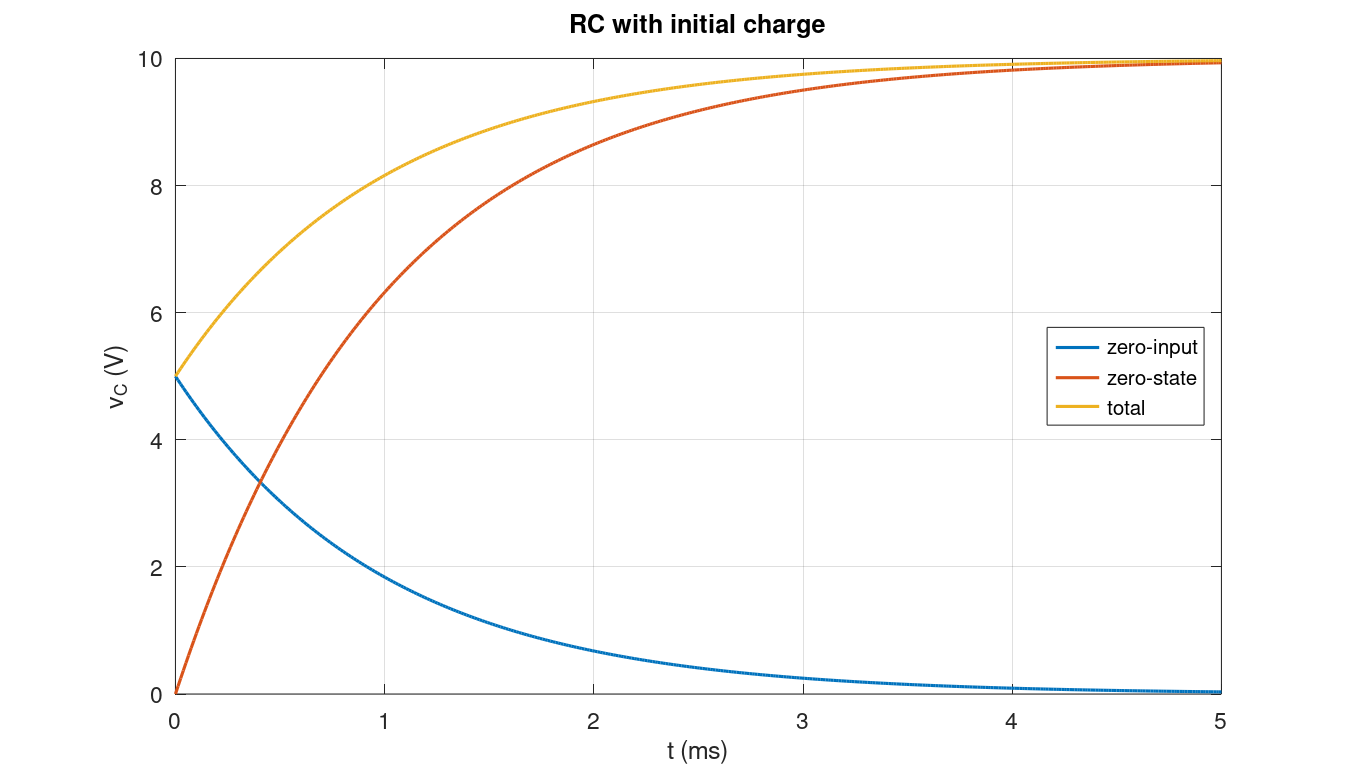 RC with initial charge
10
8
6
4
2
0
v_C (V)
zero-input
zero-state
total
0 1 2 3 4 5
t (ms)